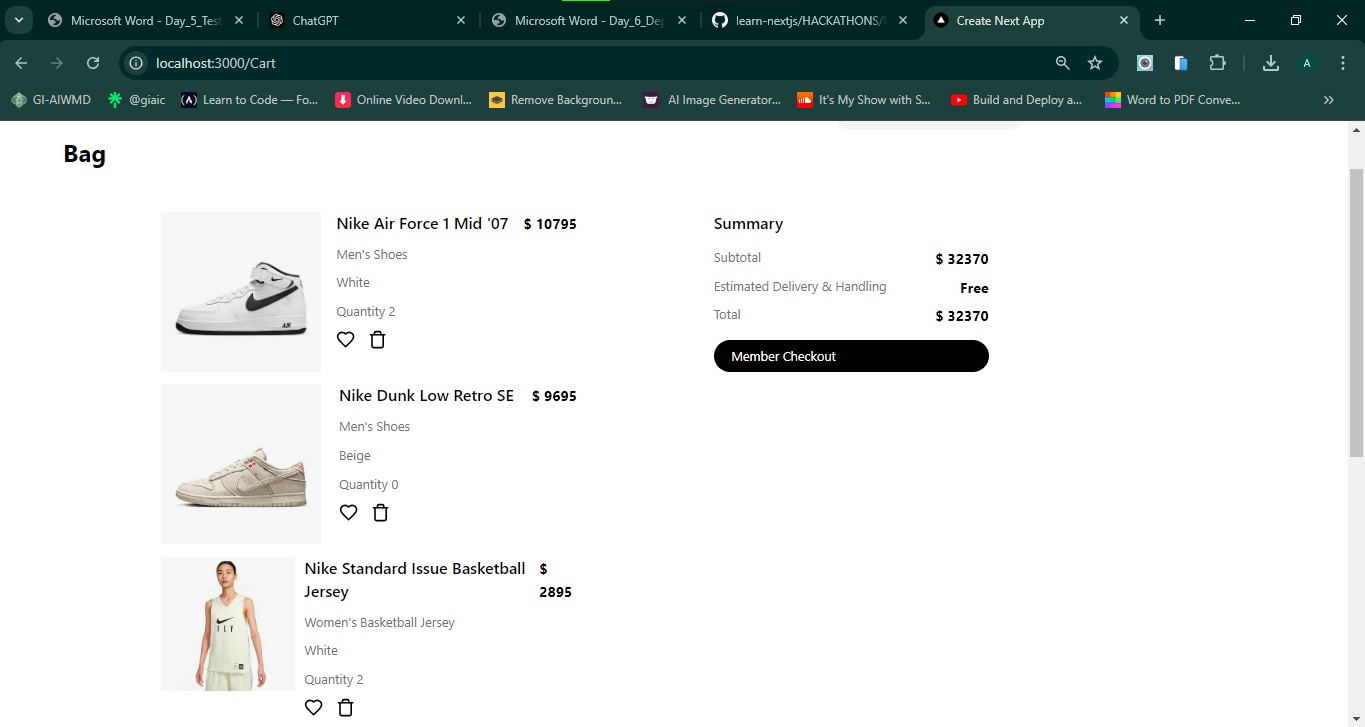 Microsoft Word - Day_5_Test
ChatGPT
Microsoft Word - Day_6_Dep
learn-nextjs/HACKATHONS/
Create Next App
localhost:3000/Cart
A
GI-AIWMD
@giaic
Learn to Code — Fo...
Online Video Downl...
Remove Backgroun...
AI Image Generator...
It's My Show with S...
Build and Deploy a...
Word to PDF Conve...
Bag
Nike Air Force 1 Mid '07 $ 10795
Men's Shoes
White
Quantity 2
Nike Dunk Low Retro SE $ 9695
Men's Shoes
Beige
Quantity 0
FLY
Nike Standard Issue Basketball $
Jersey 2895
Women's Basketball Jersey
White
Quantity 2
Summary
Subtotal $ 32370
Estimated Delivery & Handling Free
Total $ 32370
Member Checkout